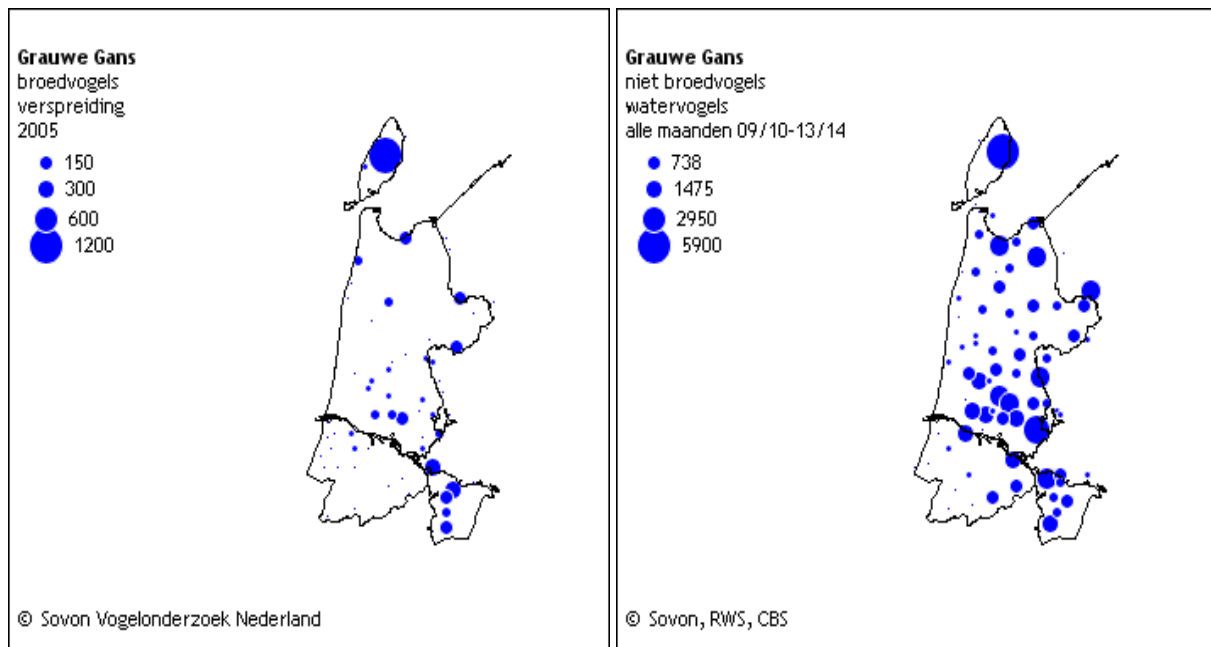 Grauwe Gans
broedvogels
verspreiding
2005
150
300
600
1200
© Sovon Vogelonderzoek Nederland
Grauwe Gans
niet broedvogels
watervogels
alle maanden 09/10-13/14
738
1475
2950
5900
© Sovon, RWS, CBS